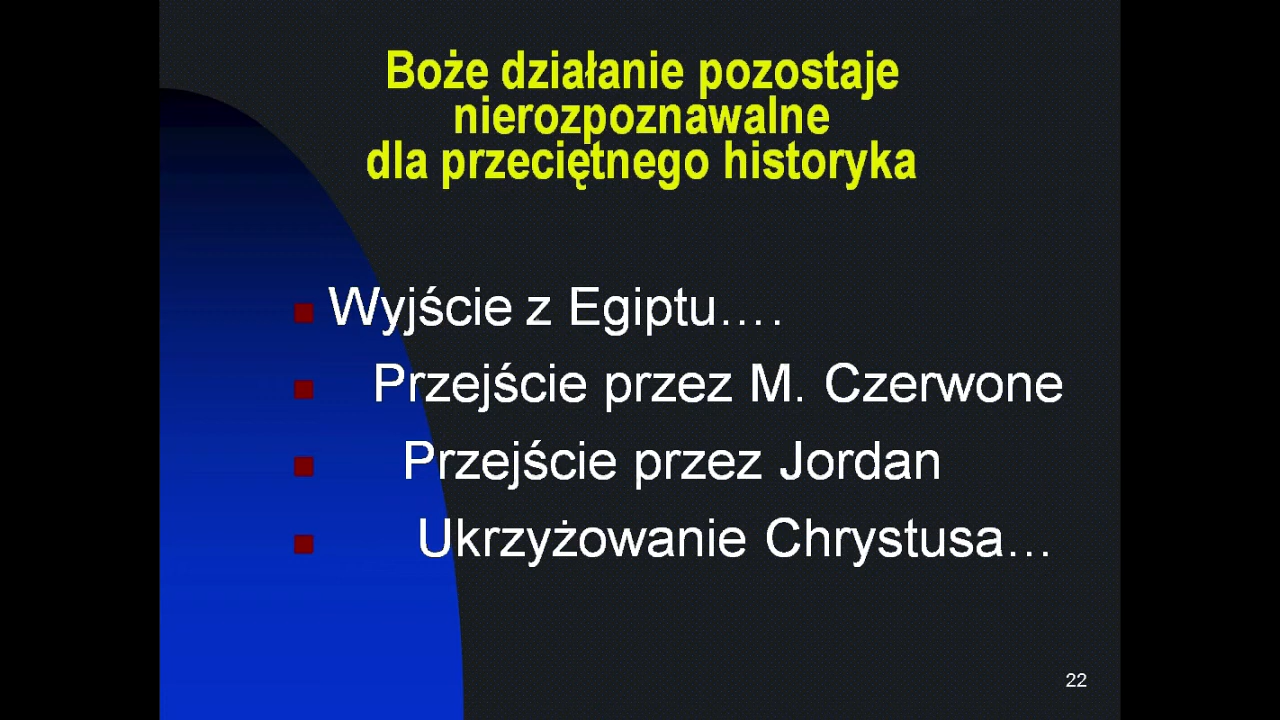 Boże działanie pozostaje
nierozpoznawalne
dla przeciętnego historyka
Wyjście z Egiptu….
Przejście przez M. Czerwone
Przejście przez Jordan
Ukrzyżowanie Chrystusa…
22